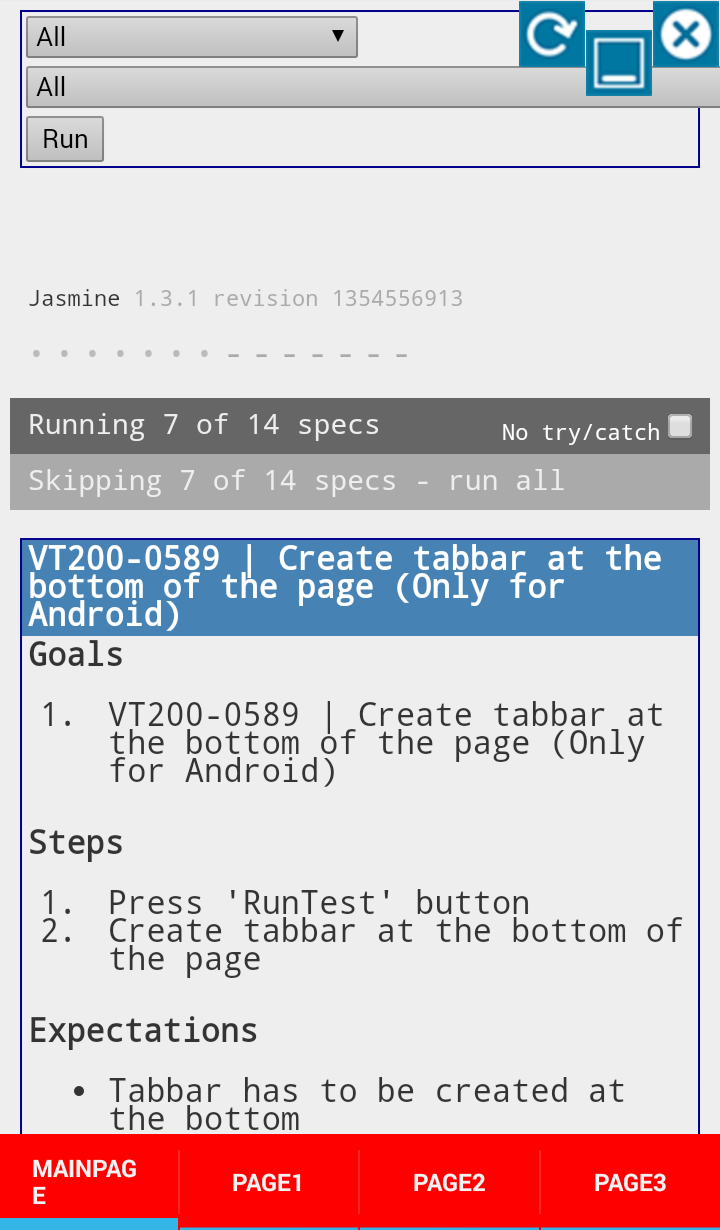 All
All
Run
Jasmine 1.3.1 revision 1354556913
• • • • • • • - - - - - - -
Running 7 of 14 specs No try/catch
Skipping 7 of 14 specs - run all
VT200-0589 | Create tabbar at the
bottom of the page (Only for
Android)
Goals
1. VT200-0589 | Create tabbar at
the bottom of the page (Only
for Android)
Steps
1. Press 'RunTest' button
2. Create tabbar at the bottom of
the page
Expectations
• Tabbar has to be created at
the bottom
MAINPAG
E
PAGE1
PAGE2
PAGE3